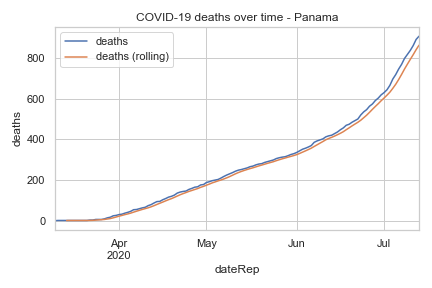 COVID-19 deaths over time - Panama
deaths
deaths (rolling)
800
600
400
200
0
deaths
Apr
2020
May
Jun
Jul
dateRep